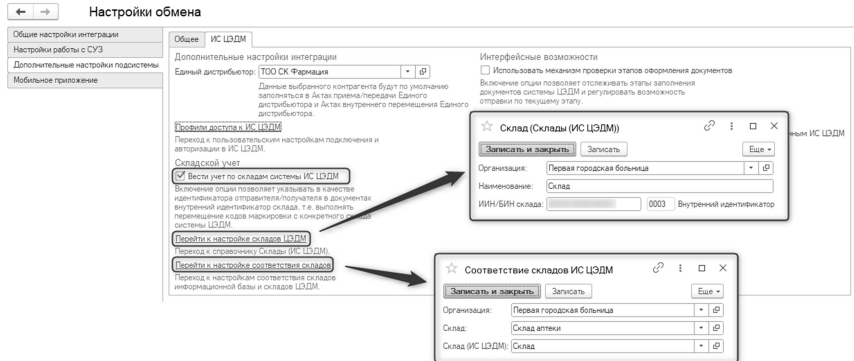 Настройки обмена
Общие настройки интеграции
Настройки работы с СУЗ
Дополнительные настройки подсистемы
Мобильное приложение
Общее ИС ЦЭДМ
Дополнительные настройки интеграции
Единый дистрибьютор: ТОО СК Фармация
Данные выбранного контрагента будут по умолчанию
заполняться в Актах приема/передачи Единого
дистрибьютора и Актах внутреннего перемещения Единого
дистрибьютора.
Профили доступа к ИС ЦЭДМ
Переход к пользовательским настройкам подключения и
авторизации в ИС ЦЭДМ.
Складской учет
Вести учет по складам системы ИС ЦЭДМ
Включение опции позволяет указывать в качестве
идентификатора отправителя/получателя в документах
внутренний идентификатор склада, т.е. выполнять
перемещение кодов маркировки с конкретного склада
системы ЦЭДМ.
Перейти к настройке складов ЦЭДМ
Переход к справочнику Склады (ИС ЦЭДМ).
Перейти к настройке соответствия складов
Переход к настройкам соответствия складов
информационной базы и складов ЦЭДМ.
Интерфейсные возможности
Использовать механизм проверки этапов оформления документов
Включение опции позволяет отслеживать этапы заполнения
документов системы ЦЭДМ и регулировать возможность
отправки по текущему этапу.
нным ИС ЦЭДМ
Склад (Склады (ИС ЦЭДМ))
Записать и закрыть Записать Еще
Организация: Первая городская больница
Наименование: Склад
ИИН/БИН склада: 0003 Внутренний идентификатор
Соответствие складов ИС ЦЭДМ
Записать и закрыть Записать Еще
Организация: Первая городская больница
Склад: Склад аптеки
Склад (ИС ЦЭДМ): Склад